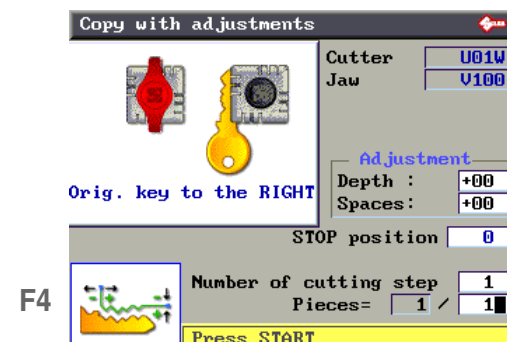 Copy with adjustments
Cutter U01W
Jaw V100
Adjustment
Depth : +00
Spaces: +00
Orig. key to the RIGHT
STOP position 0
Number of cutting step 1
Pieces= 1 / 1
F4
Press START